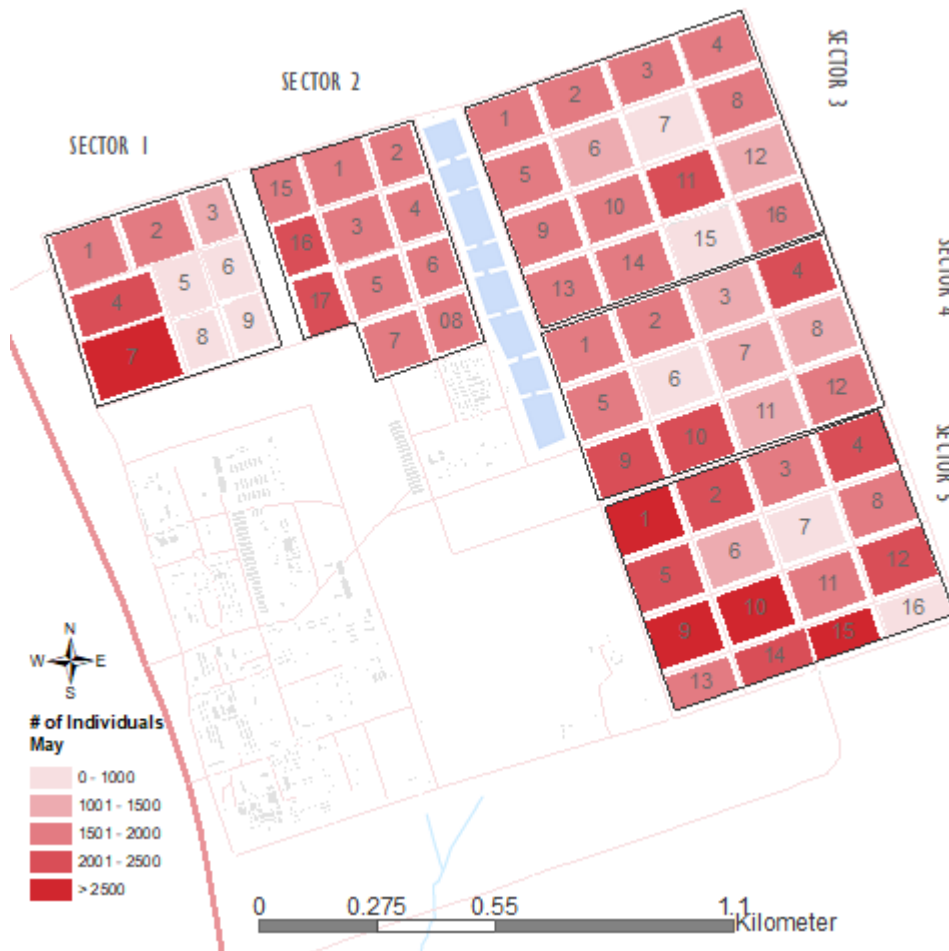 SECTOR 1
SECTOR 2
SECTOR 3
SECTOR 4
SECTOR 5
1 2 3
4 5 6
7 8 9
15 1 2
16 3 4
17 5 6
7 08
1 2 3 4
5 6 7 8
9 10 11 12
13 14 15 16
1 2 3 4
5 6 7 8
9 10 11 12
1 2 3 4
5 6 7 8
9 10 11 12
13 14 15 16
N
W E
S
# of Individuals
May
0 - 1000
1001 - 1500
1501 - 2000
2001 - 2500
> 2500
0 0.275 0.55 1.1
Kilometer